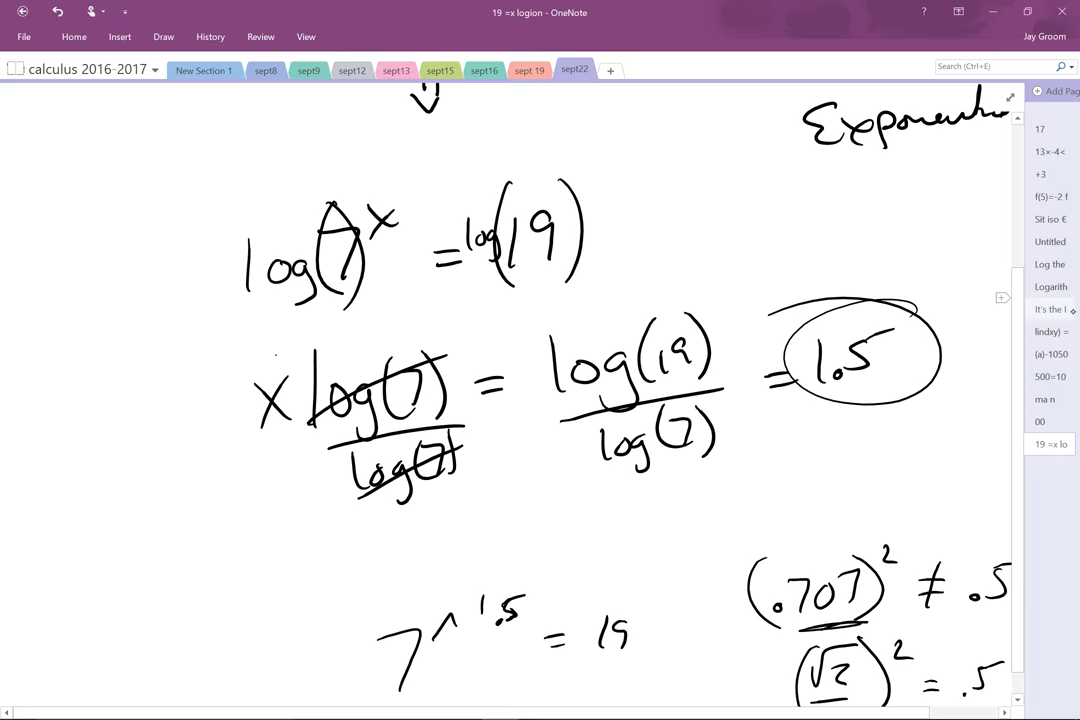 19 =x logion - OneNote
?
File Home Insert Draw History Review View
Jay Groom
calculus 2016-2017
New Section 1 sept8 sept9 sept12 sept13 sept15 sept16 sept 19 sept22
Search (Ctrl+E)
Add Pag
17
13×-4<
+3
f(5)=-2 f
Sit iso €
Untitled
Log the
Logarith
It's the l
lindxy) =
(a)-1050
500=10
ma n
00
19 =x lo
Exponenti
log(7)^x = log(19)
x log(7) / log(7) = log(19) / log(7) = 1.5
7^1.5 = 19
(.707)² ≠ .5
(√2)² = .5